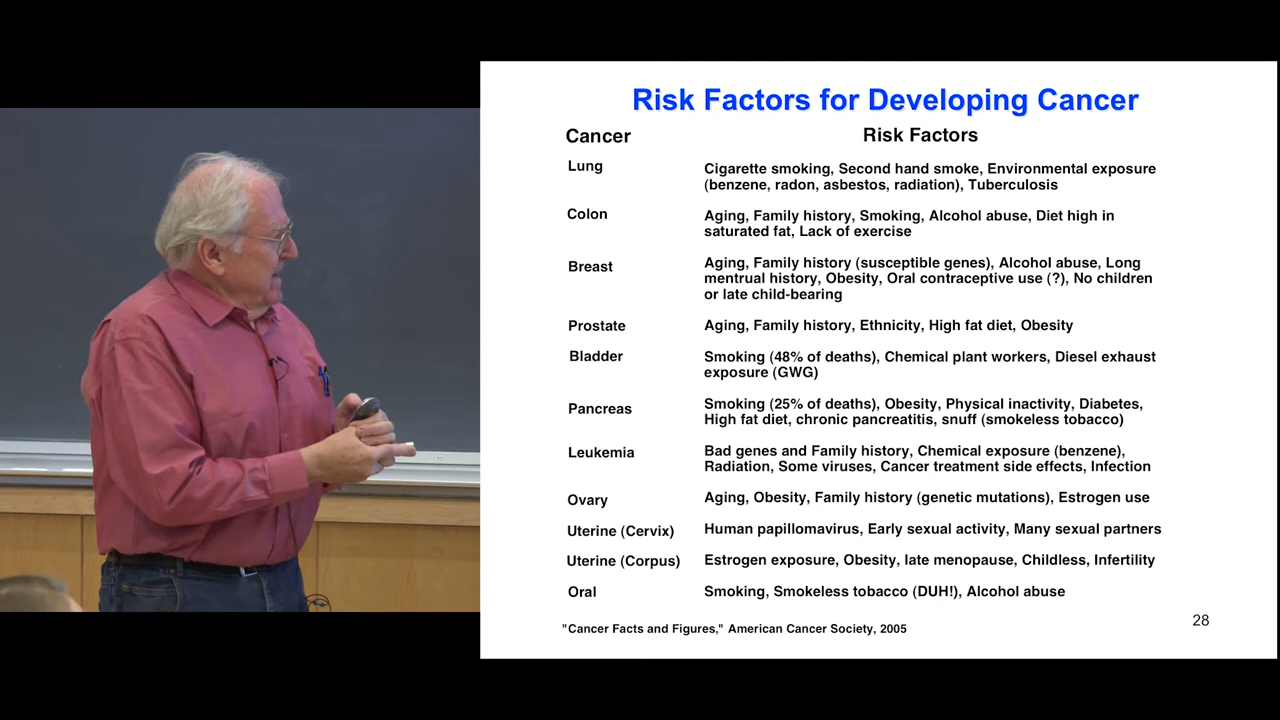 Risk Factors for Developing Cancer
Cancer Risk Factors
Lung Cigarette smoking, Second hand smoke, Environmental exposure
(benzene, radon, asbestos, radiation), Tuberculosis
Colon Aging, Family history, Smoking, Alcohol abuse, Diet high in
saturated fat, Lack of exercise
Breast Aging, Family history (susceptible genes), Alcohol abuse, Long
mentrual history, Obesity, Oral contraceptive use (?), No children
or late child-bearing
Prostate Aging, Family history, Ethnicity, High fat diet, Obesity
Bladder Smoking (48% of deaths), Chemical plant workers, Diesel exhaust
exposure (GWG)
Pancreas Smoking (25% of deaths), Obesity, Physical inactivity, Diabetes,
High fat diet, chronic pancreatitis, snuff (smokeless tobacco)
Leukemia Bad genes and Family history, Chemical exposure (benzene),
Radiation, Some viruses, Cancer treatment side effects, Infection
Ovary Aging, Obesity, Family history (genetic mutations), Estrogen use
Uterine (Cervix) Human papillomavirus, Early sexual activity, Many sexual partners
Uterine (Corpus) Estrogen exposure, Obesity, late menopause, Childless, Infertility
Oral Smoking, Smokeless tobacco (DUH!), Alcohol abuse
"Cancer Facts and Figures," American Cancer Society, 2005
28